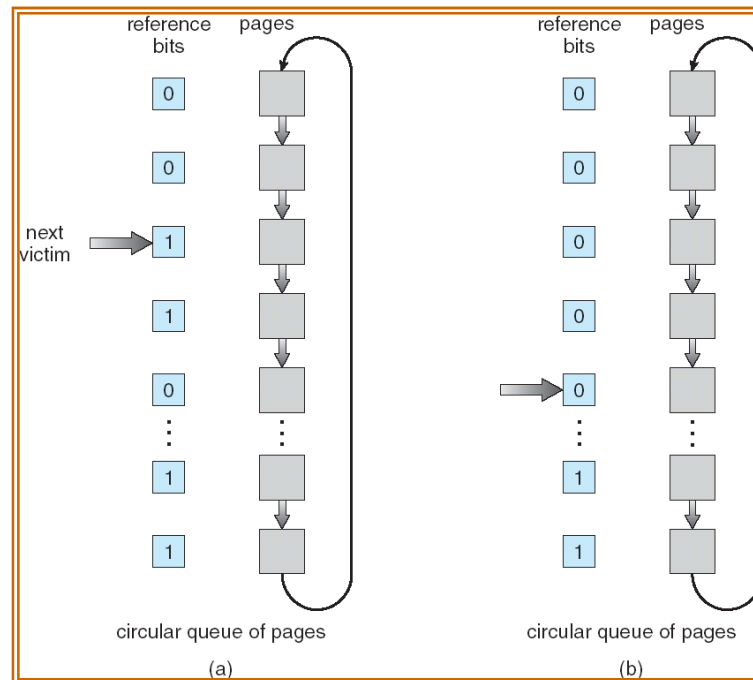 reference bits
pages
0
0
next victim
1
1
0
1
1
circular queue of pages
(a)
reference bits
pages
0
0
0
0
0
1
1
circular queue of pages
(b)